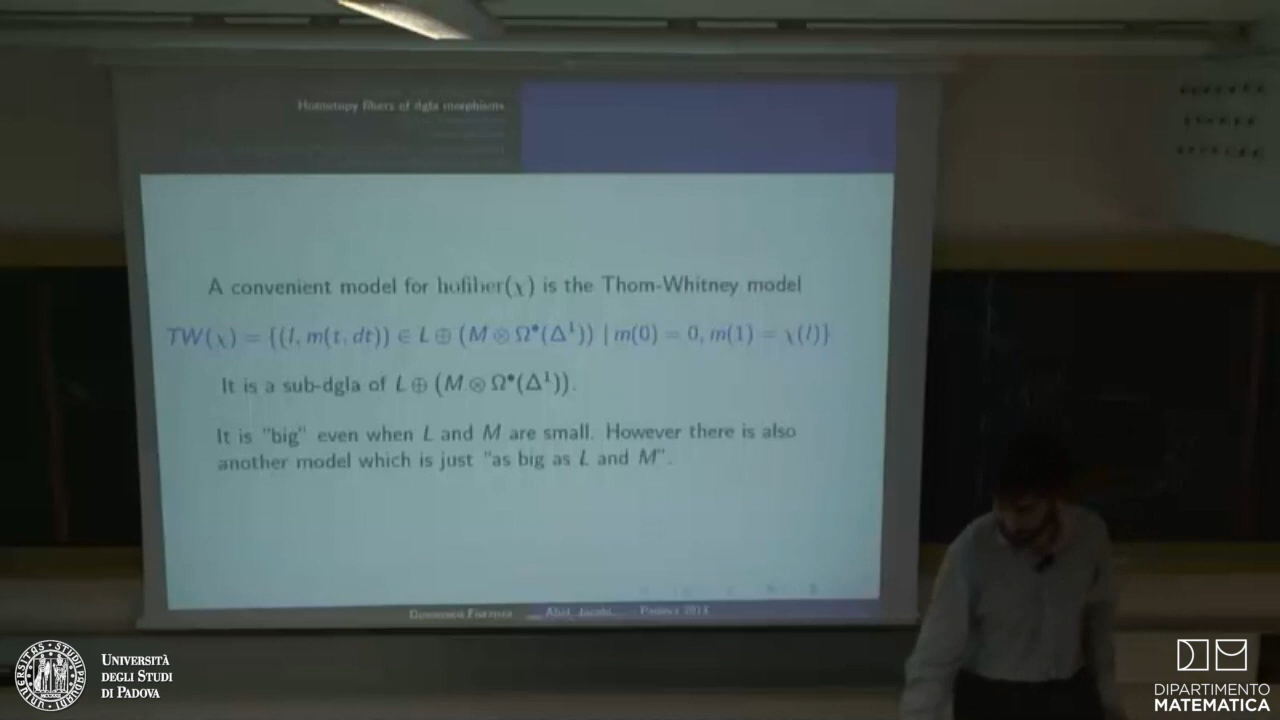 Homotopy fibers of dgla morphisms
A convenient model for hofiber(χ) is the Thom-Whitney model
TW(χ) = {(l, m(t, dt)) ∈ L ⊕ (M ⊗ Ω•(Δ¹)) | m(0) = 0, m(1) = χ(l)}
It is a sub-dgla of L ⊕ (M ⊗ Ω•(Δ¹)).
It is "big" even when L and M are small. However there is also
another model which is just "as big as L and M".
Padova
UNIVERSITÀ
DEGLI STUDI
DI PADOVA
DIPARTIMENTO
MATEMATICA